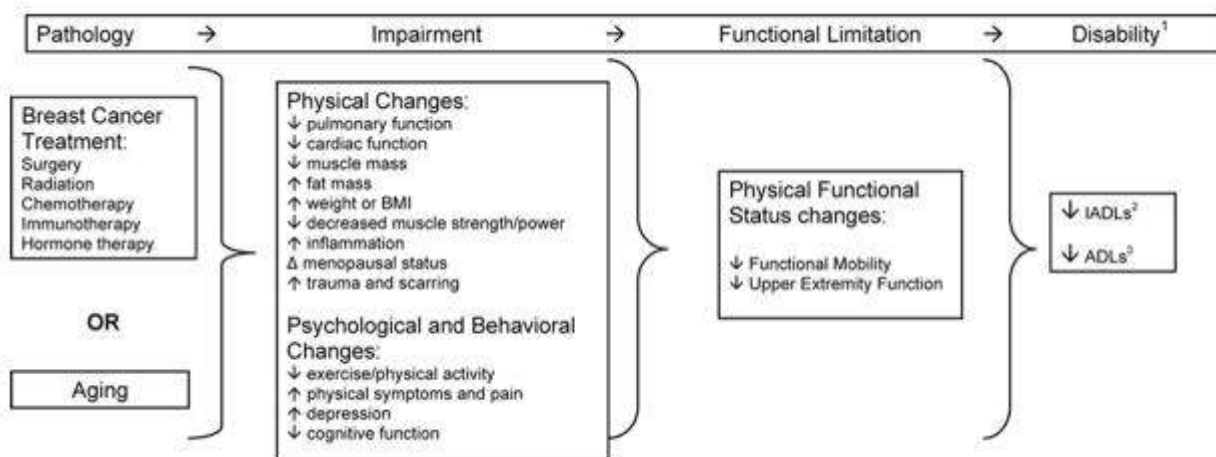 Pathology → Impairment → Functional Limitation → Disability¹
Breast Cancer
Treatment:
Surgery
Radiation
Chemotherapy
Immunotherapy
Hormone therapy
OR
Aging
Physical Changes:
↓ pulmonary function
↓ cardiac function
↓ muscle mass
↑ fat mass
↑ weight or BMI
↓ decreased muscle strength/power
↑ inflammation
Δ menopausal status
↑ trauma and scarring
Psychological and Behavioral
Changes:
↓ exercise/physical activity
↑ physical symptoms and pain
↑ depression
↓ cognitive function
Physical Functional
Status changes:
↓ Functional Mobility
↓ Upper Extremity Function
↓ IADLs²
↓ ADLs³